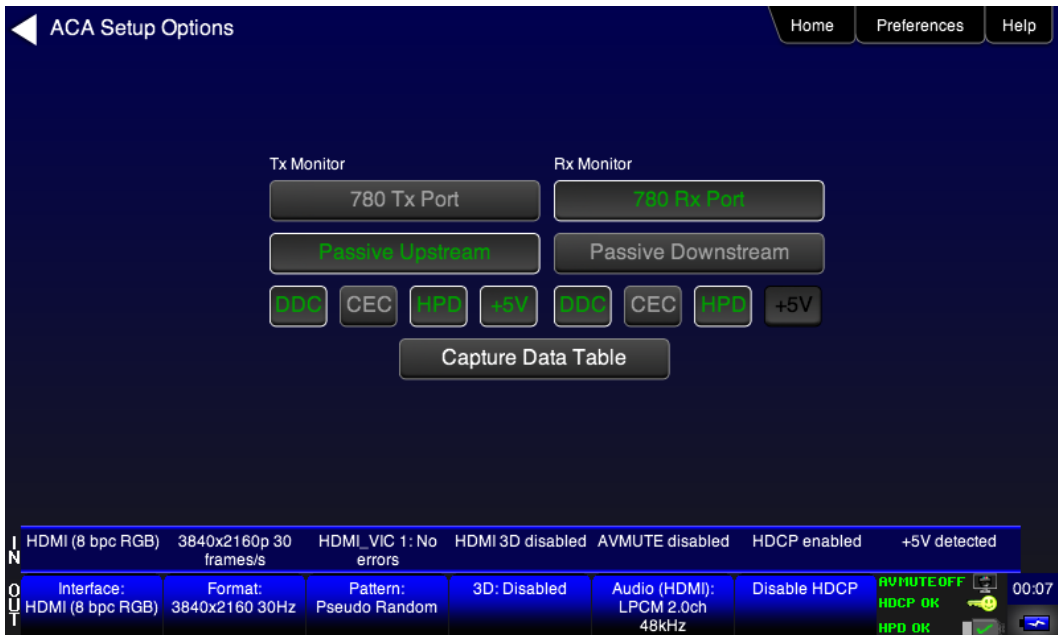 ACA Setup Options
Home Preferences Help
Tx Monitor Rx Monitor
780 Tx Port 780 Rx Port
Passive Upstream Passive Downstream
DDC CEC HPD +5V DDC CEC HPD +5V
Capture Data Table
IN
HDMI (8 bpc RGB)
3840x2160p 30
frames/s
HDMI_VIC 1: No
errors
HDMI 3D disabled
AVMUTE disabled
HDCP enabled
+5V detected
OUT
Interface:
HDMI (8 bpc RGB)
Format:
3840x2160 30Hz
Pattern:
Pseudo Random
3D: Disabled
Audio (HDMI):
LPCM 2.0ch
48kHz
Disable HDCP
AVMUTE OFF
HDCP OK
HPD OK
00:07